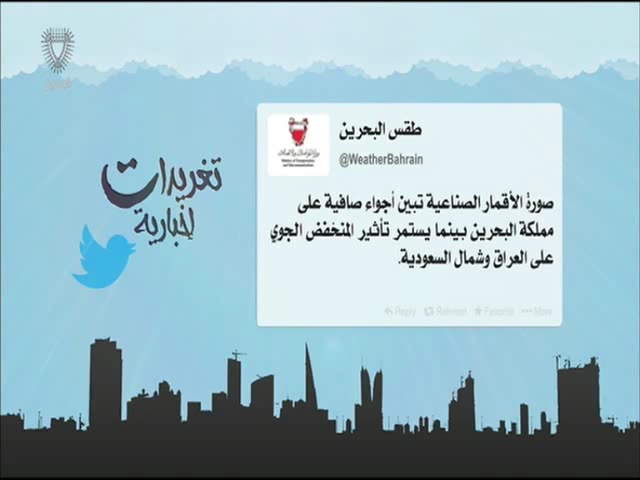 تغريدات
إخبارية
طقس البحرين
@WeatherBahrain
صورة الأقمار الصناعية تبين أجواء صافية على
مملكة البحرين بينما يستمر تأثير المنخفض الجوي
على العراق وشمال السعودية.
Reply Retweet Favorite More